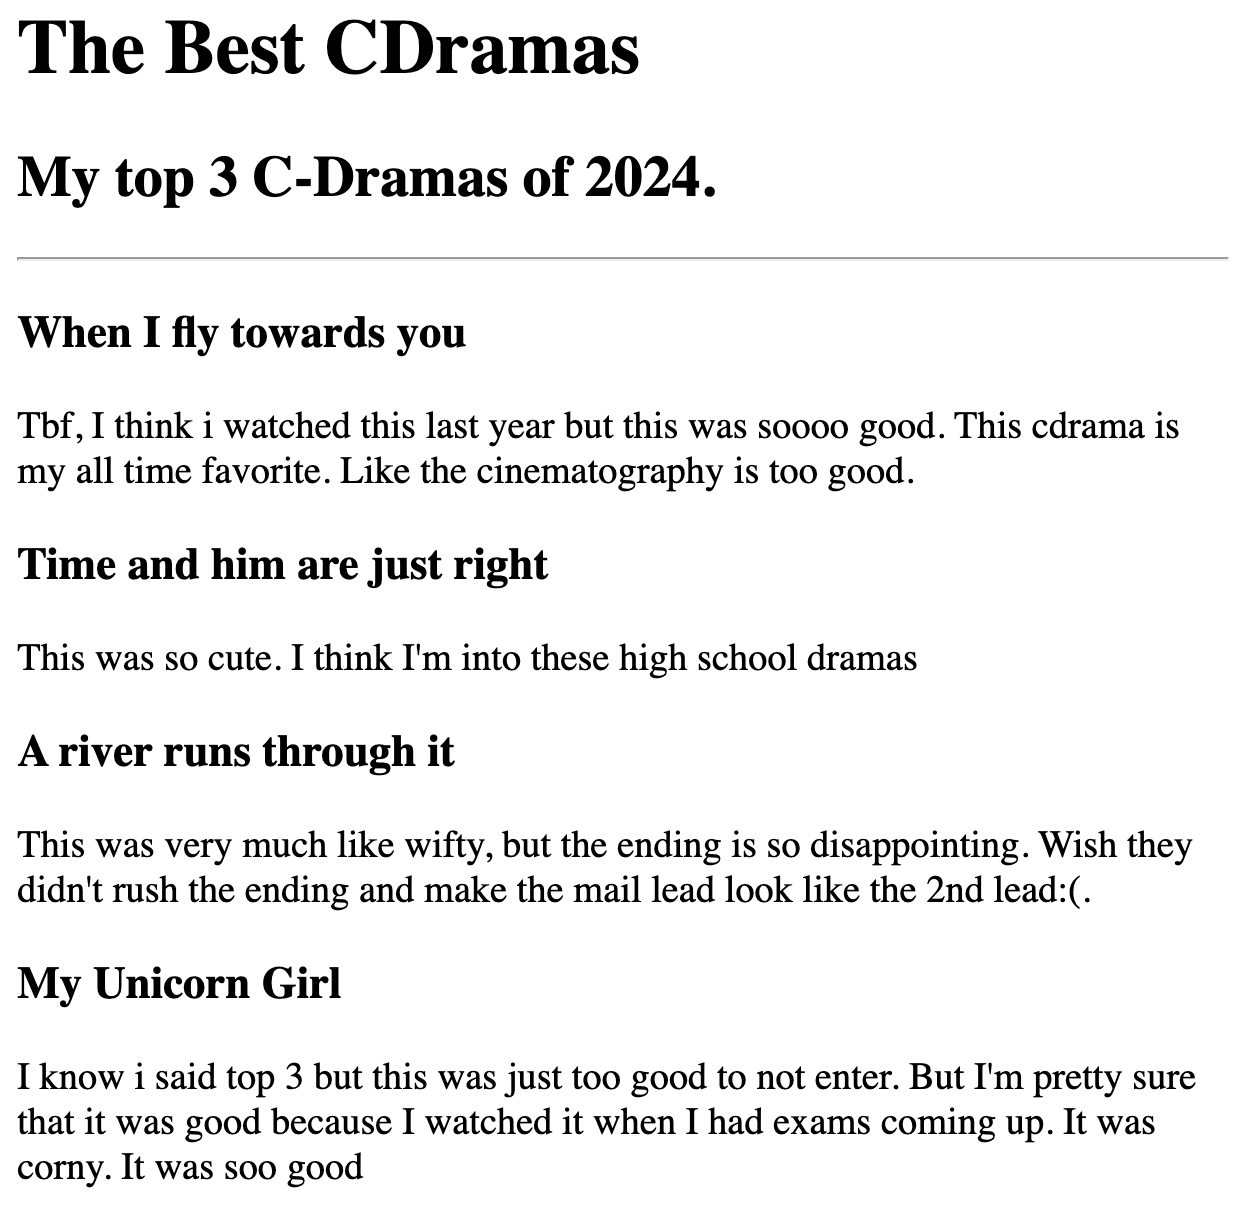 The Best CDramas
My top 3 C-Dramas of 2024.
When I fly towards you
Tbf, I think i watched this last year but this was soooo good. This cdrama is
my all time favorite. Like the cinematography is too good.
Time and him are just right
This was so cute. I think I'm into these high school dramas
A river runs through it
This was very much like wifty, but the ending is so disappointing. Wish they
didn't rush the ending and make the mail lead look like the 2nd lead:(.
My Unicorn Girl
I know i said top 3 but this was just too good to not enter. But I'm pretty sure
that it was good because I watched it when I had exams coming up. It was
corny. It was soo good